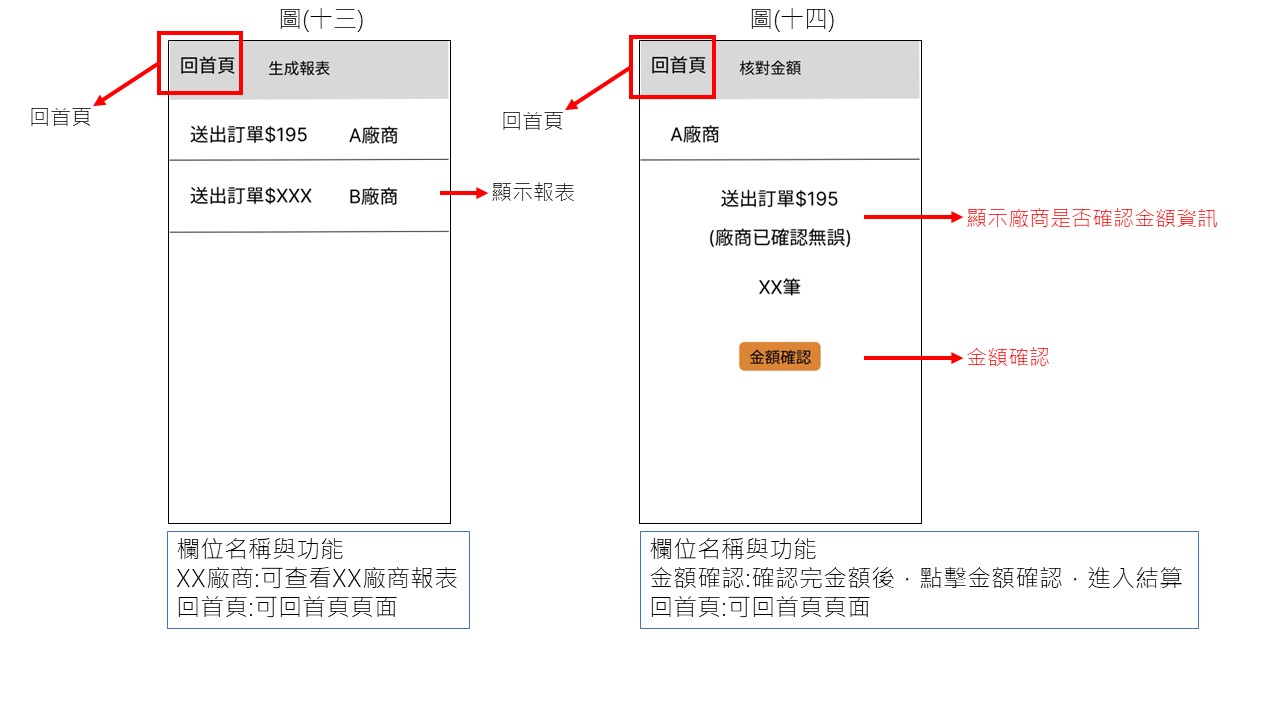 圖(十三)
回首頁
生成報表
回首頁
送出訂單$195 A廠商
送出訂單$XXX B廠商
顯示報表
欄位名稱與功能
XX廠商:可查看XX廠商報表
回首頁:可回首頁頁面
圖(十四)
回首頁
核對金額
回首頁
A廠商
送出訂單$195
(廠商已確認無誤)
顯示廠商是否確認金額資訊
XX筆
金額確認
金額確認
欄位名稱與功能
金額確認:確認完金額後，點擊金額確認，進入結算
回首頁:可回首頁頁面